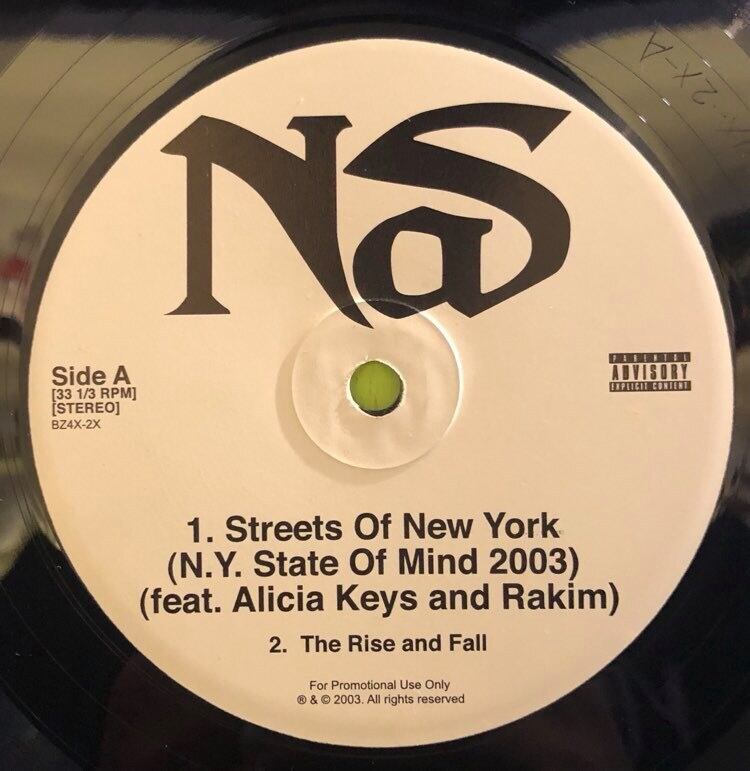 NaS
Side A
[33 1/3 RPM]
[STEREO]
BZ4X-2X
PARENTAL
ADVISORY
EXPLICIT CONTENT
1. Streets Of New York
(N.Y. State Of Mind 2003)
(feat. Alicia Keys and Rakim)
2. The Rise and Fall
For Promotional Use Only
® & © 2003. All rights reserved